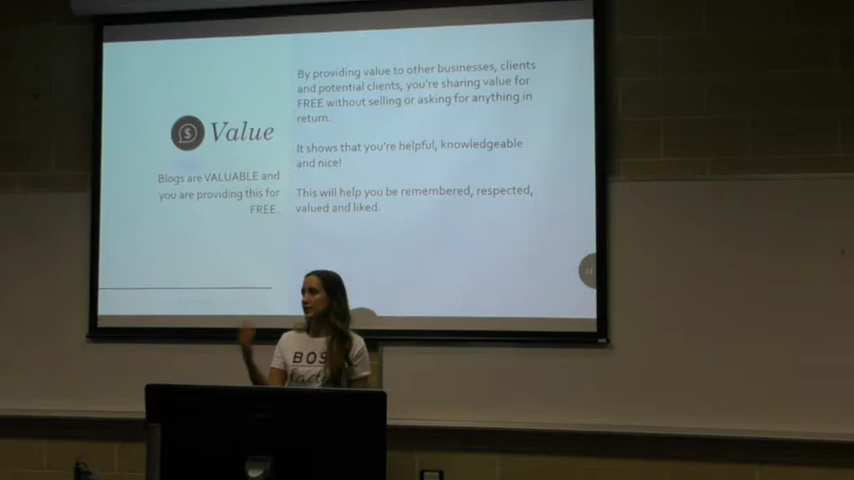 Value
Blogs are VALUABLE and
you are providing this for
FREE.
By providing value to other businesses, clients
and potential clients, you're sharing value for
FREE without selling or asking for anything in
return.
It shows that you're helpful, knowledgeable
and nice!
This will help you be remembered, respected,
valued and liked.
BOS
lady